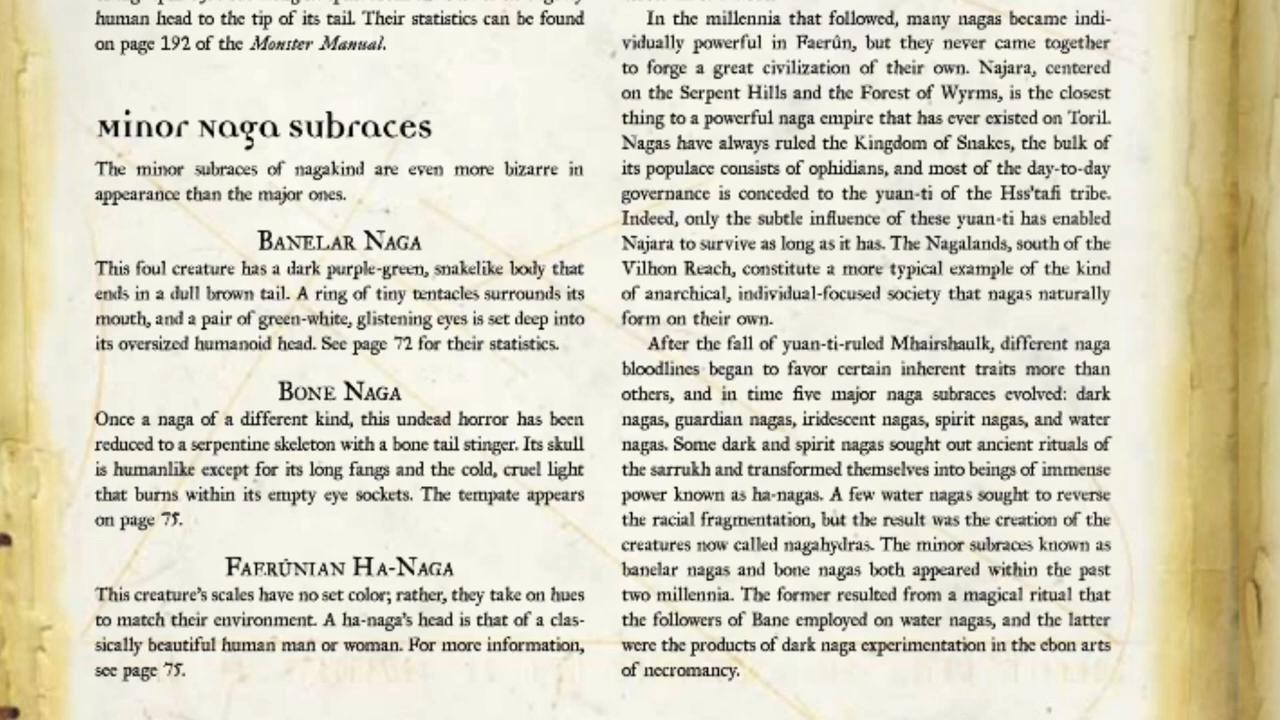 human head to the tip of its tail. Their statistics can be found
on page 192 of the Monster Manual.
Minor Naga Subraces
The minor subraces of nagakind are even more bizarre in
appearance than the major ones.
Banelar Naga
This foul creature has a dark purple-green, snakelike body that
ends in a dull brown tail. A ring of tiny tentacles surrounds its
mouth, and a pair of green-white, glistening eyes is set deep into
its oversized humanoid head. See page 72 for their statistics.
Bone Naga
Once a naga of a different kind, this undead horror has been
reduced to a serpentine skeleton with a bone tail stinger. Its skull
is humanlike except for its long fangs and the cold, cruel light
that burns within its empty eye sockets. The tempate appears
on page 75.
Faerûnian Ha-Naga
This creature's scales have no set color; rather, they take on hues
to match their environment. A ha-naga's head is that of a clas-
sically beautiful human man or woman. For more information,
see page 75.
In the millennia that followed, many nagas became indi-
vidually powerful in Faerûn, but they never came together
to forge a great civilization of their own. Najara, centered
on the Serpent Hills and the Forest of Wyrms, is the closest
thing to a powerful naga empire that has ever existed on Toril.
Nagas have always ruled the Kingdom of Snakes, the bulk of
its populace consists of ophidians, and most of the day-to-day
governance is conceded to the yuan-ti of the Hss'tafi tribe.
Indeed, only the subtle influence of these yuan-ti has enabled
Najara to survive as long as it has. The Nagalands, south of the
Vilhon Reach, constitute a more typical example of the kind
of anarchical, individual-focused society that nagas naturally
form on their own.
After the fall of yuan-ti-ruled Mhairshaulk, different naga
bloodlines began to favor certain inherent traits more than
others, and in time five major naga subraces evolved: dark
nagas, guardian nagas, iridescent nagas, spirit nagas, and water
nagas. Some dark and spirit nagas sought out ancient rituals of
the sarrukh and transformed themselves into beings of immense
power known as ha-nagas. A few water nagas sought to reverse
the racial fragmentation, but the result was the creation of the
creatures now called nagahydras. The minor subraces known as
banelar nagas and bone nagas both appeared within the past
two millennia. The former resulted from a magical ritual that
the followers of Bane employed on water nagas, and the latter
were the products of dark naga experimentation in the ebon arts
of necromancy.